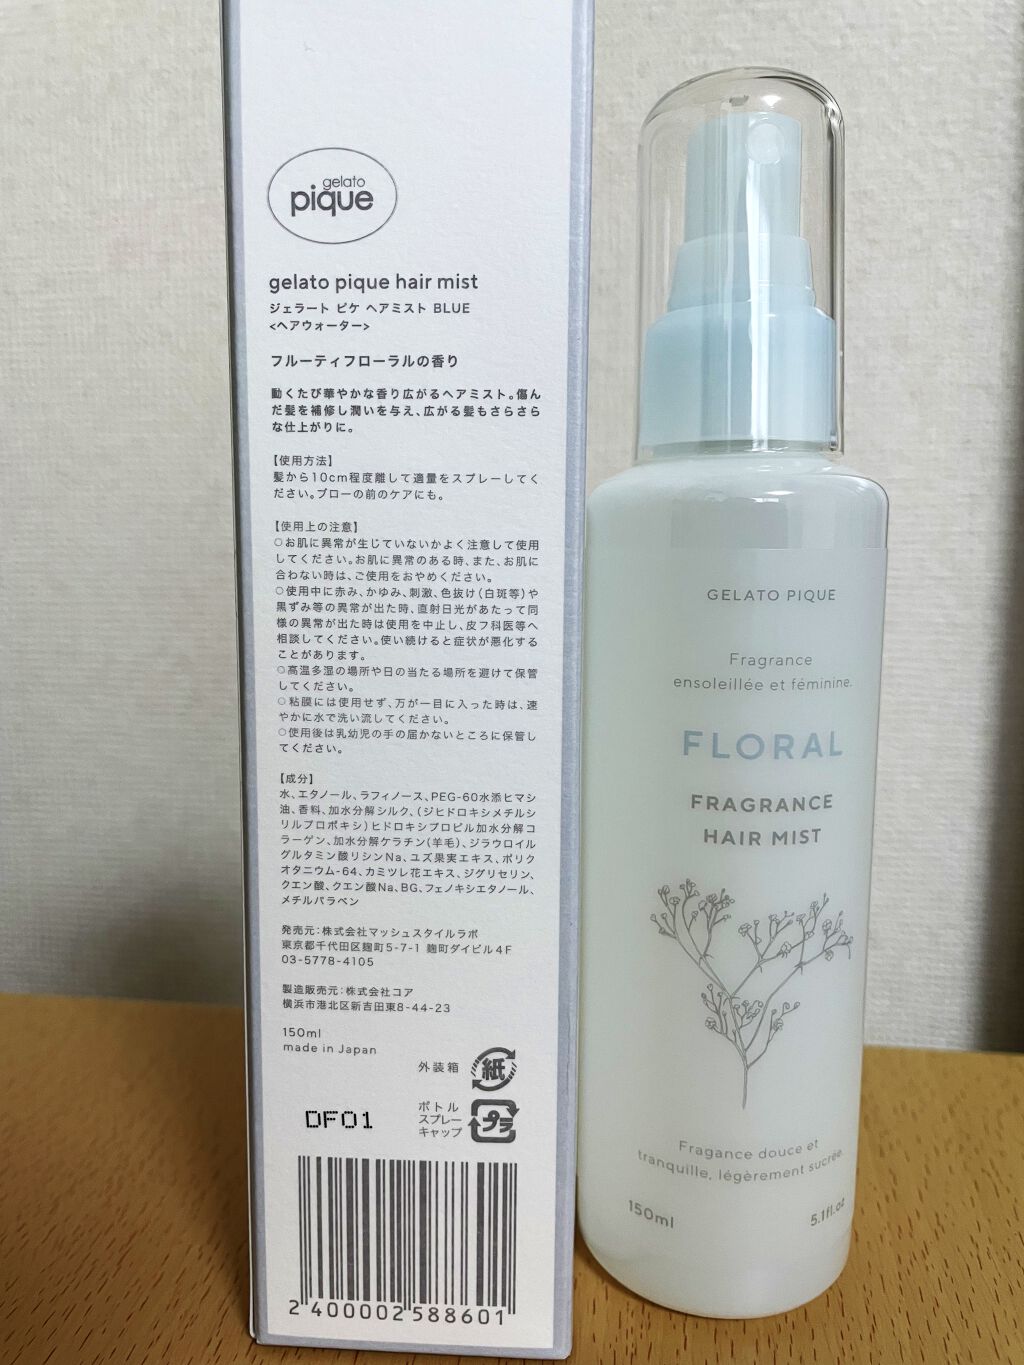 gelato
pique
gelato pique hair mist
ジェラート ピケ ヘアミスト BLUE
<ヘアウォーター>
フルーティフローラルの香り
動くたび華やかな香り広がるヘアミスト。傷ん
だ髪を補修し潤いを与え、広がる髪もさらさら
な仕上がりに。
【使用方法】
髪から10cm程度離して適量をスプレーしてく
ださい。ブローの前のケアにも。
【使用上の注意】
○お肌に異常が生じていないかよく注意して使用
してください。お肌に異常のある時、また、お肌に
合わない時は、ご使用をおやめください。
○使用中に赤み、かゆみ、刺激、色抜け(白斑等)や
黒ずみ等の異常が出た時、直射日光があたって同
様の異常が出た時は使用を中止し、皮フ科医等へ
相談してください。使い続けると症状が悪化する
ことがあります。
○高温多湿の場所や日の当たる場所を避けて保管
してください。
○粘膜には使用せず、万が一目に入った時は、速
やかに水で洗い流してください。
○使用後は乳幼児の手の届かないところに保管し
てください。
【成分】
水、エタノール、ラフィノース、PEG-60水添ヒマシ
油、香料、加水分解シルク、(ジヒドロキシメチルシ
リルプロポキシ)ヒドロキシプロピル加水分解コ
ラーゲン、加水分解ケラチン(羊毛)、ジラウロイル
グルタミン酸リシンNa、ユズ果実エキス、ポリク
オタニウム-64、カミツレ花エキス、ジグリセリン、
クエン酸、クエン酸Na、BG、フェノキシエタノール、
メチルパラベン
発売元:株式会社マッシュスタイルラボ
東京都千代田区麹町5-7-1 麹町ダイビル4F
03-5778-4105
製造販売元:株式会社コア
横浜市港北区新吉田東8-44-23
150ml
made in Japan
外装箱 紙
ボトル
スプレー
キャップ
プラ
DF01
2400002588601
GELATO PIQUE
Fragrance
ensoleillée et féminine.
FLORAL
FRAGRANCE
HAIR MIST
Fragance douce et
tranquille, légèrement sucrée.
150ml
5.1fl.oz